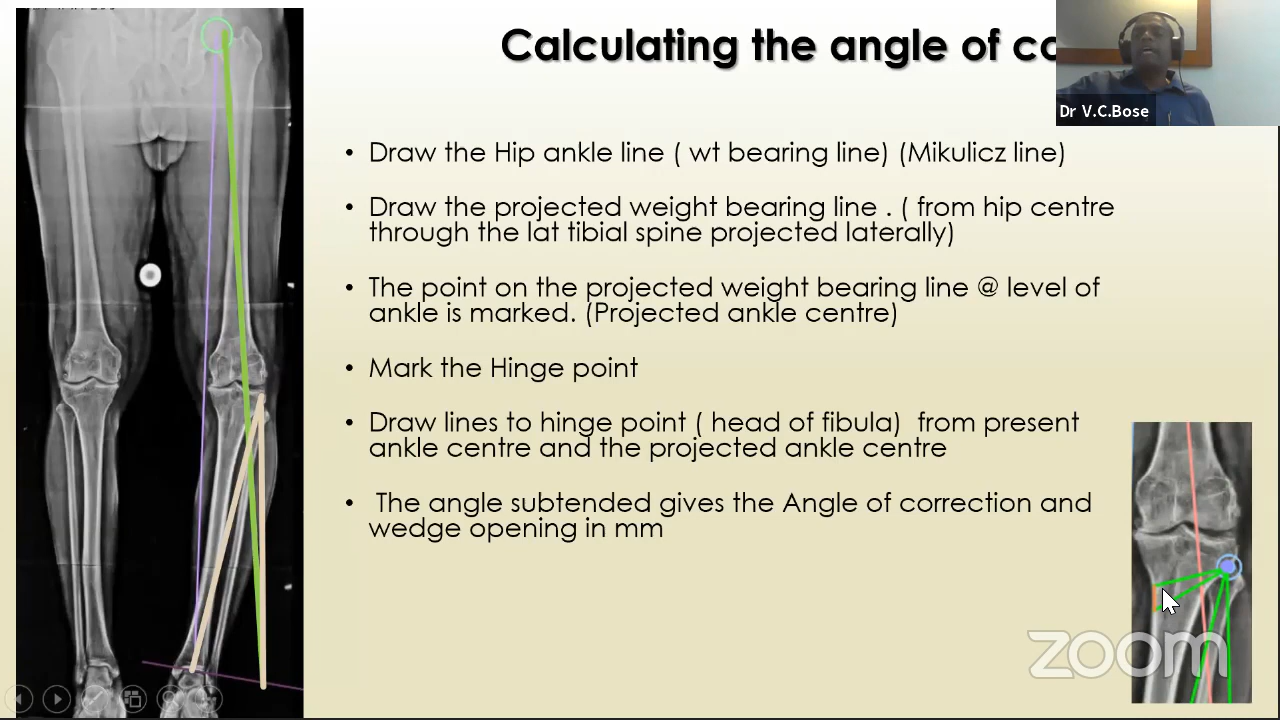 Calculating the angle of co
Dr V.C.Bose
• Draw the Hip ankle line ( wt bearing line) (Mikulicz line)
• Draw the projected weight bearing line . ( from hip centre
through the lat tibial spine projected laterally)
• The point on the projected weight bearing line @ level of
ankle is marked. (Projected ankle centre)
• Mark the Hinge point
• Draw lines to hinge point ( head of fibula) from present
ankle centre and the projected ankle centre
• The angle subtended gives the Angle of correction and
wedge opening in mm
zoom